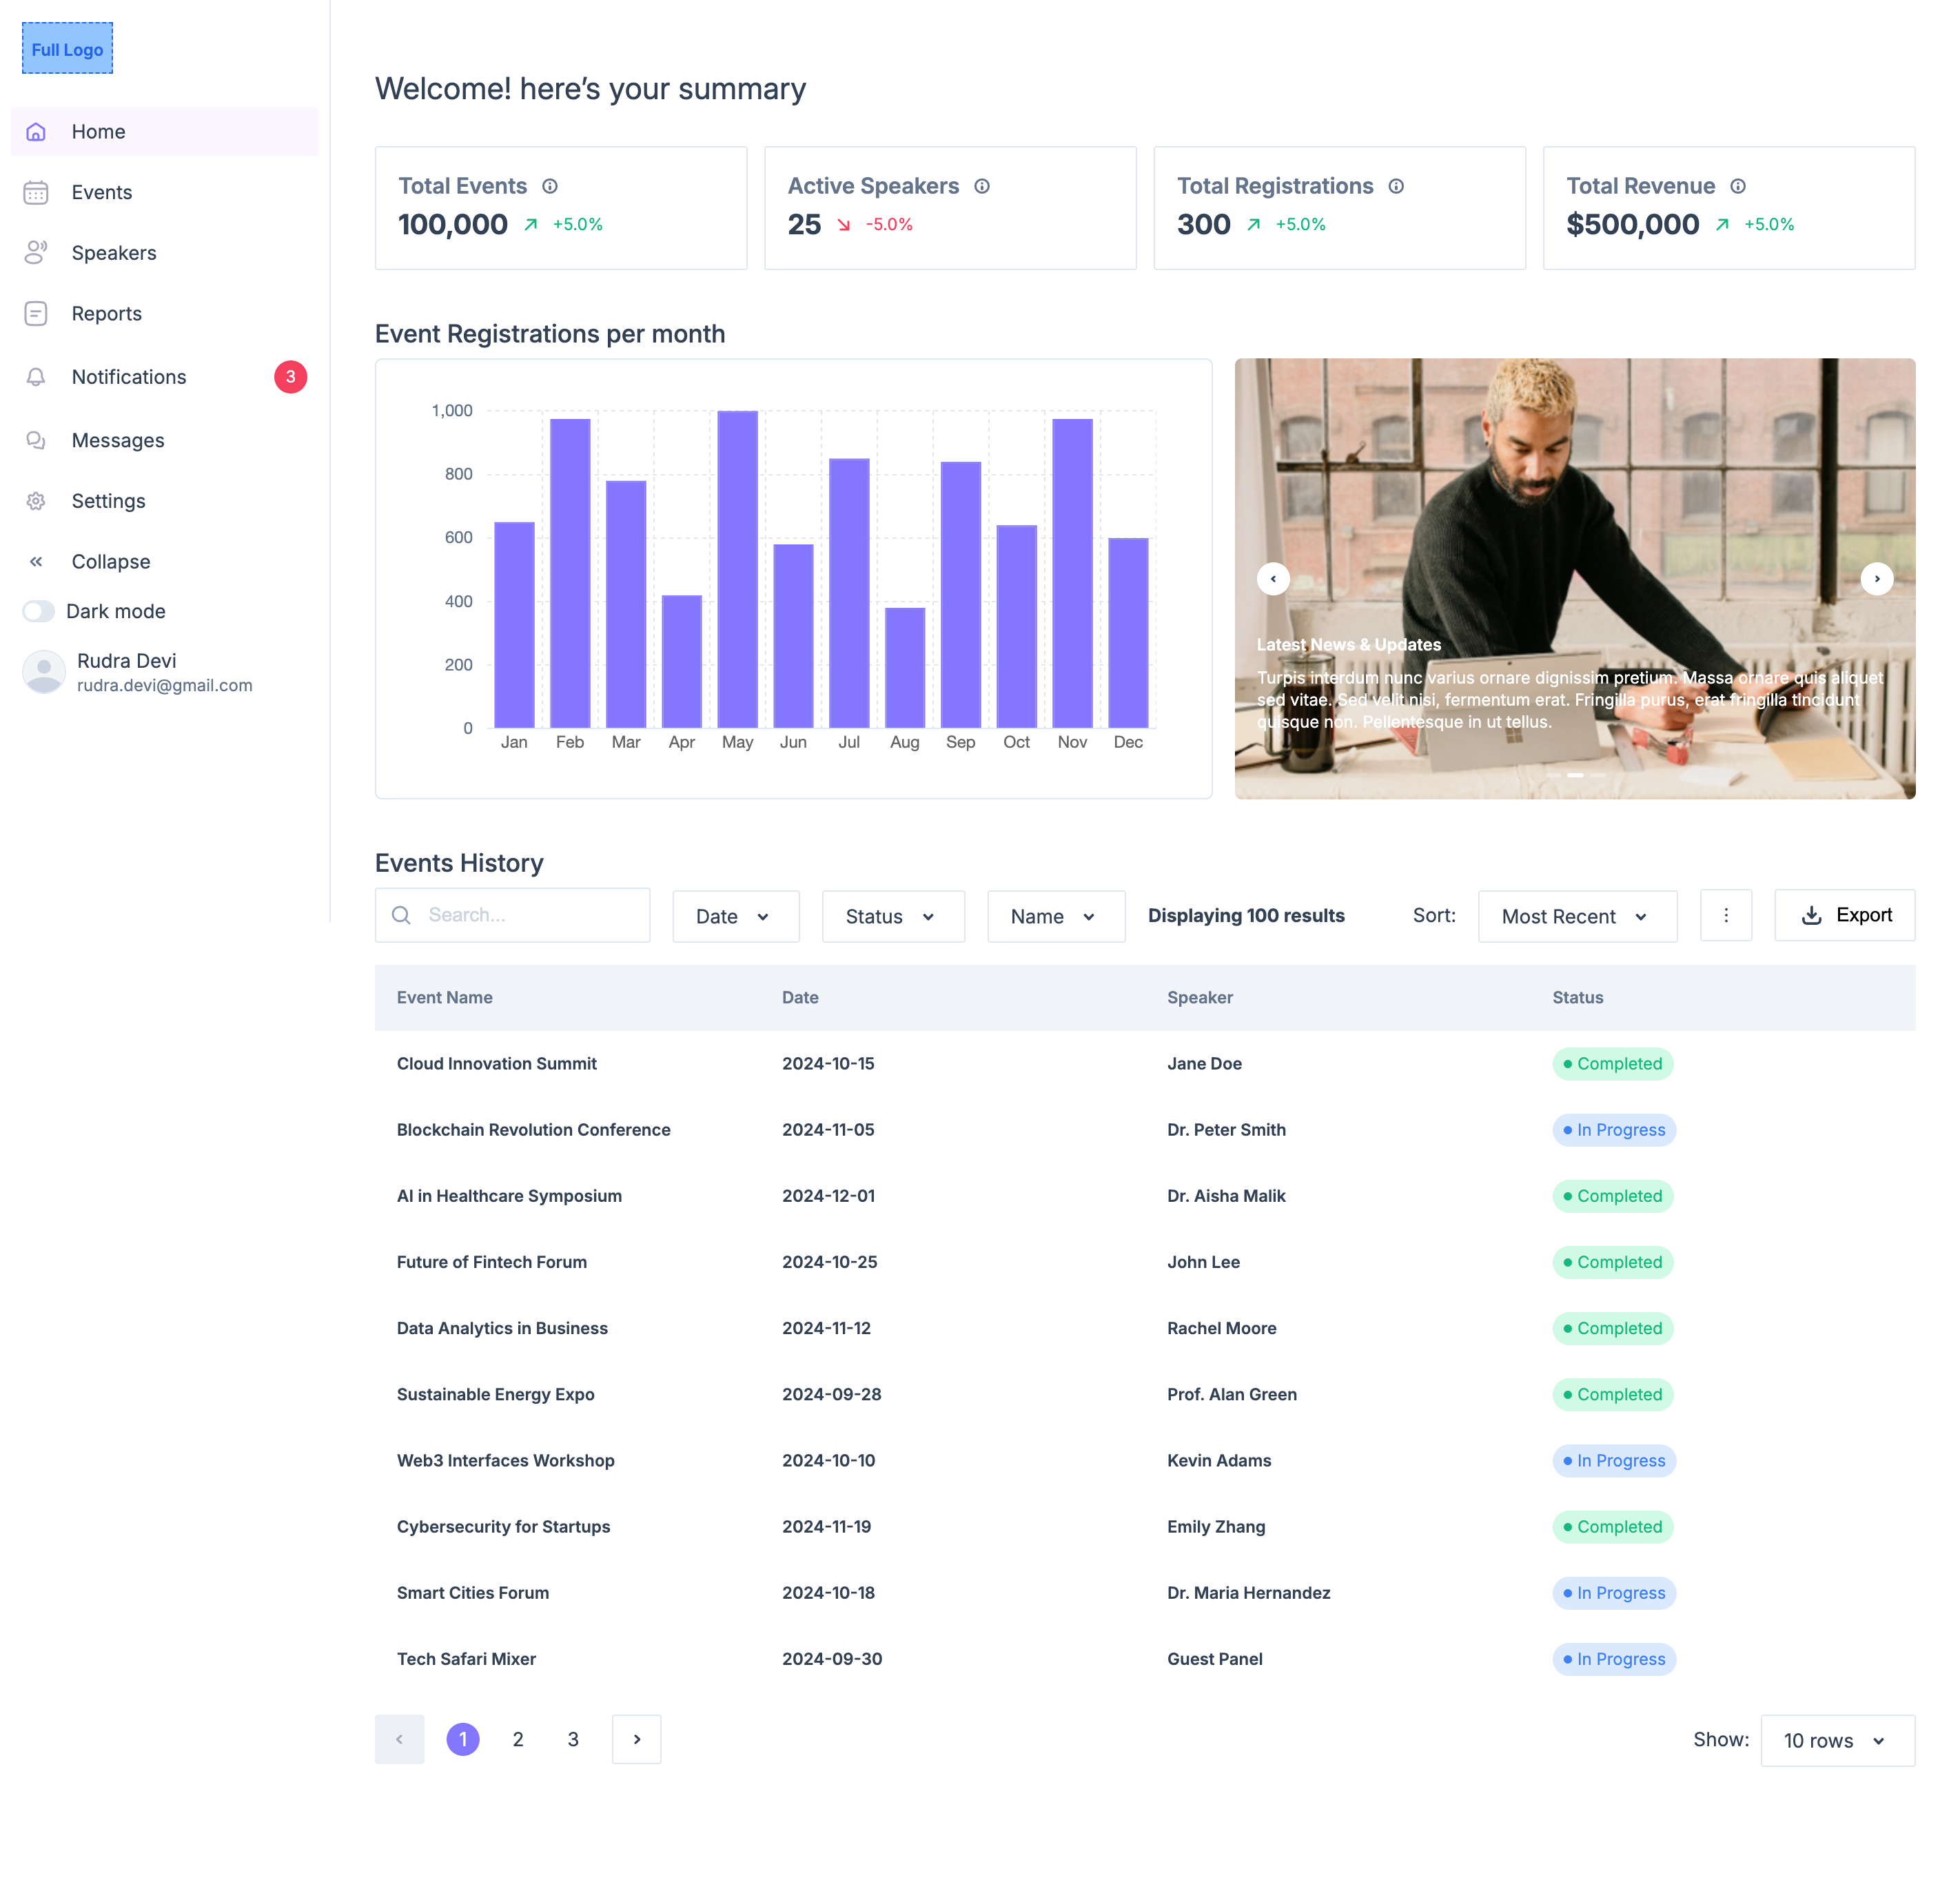 Full Logo
Home
Events
Speakers
Reports
Notifications 3
Messages
Settings
Collapse
Dark mode
Rudra Devi
rudra.devi@gmail.com
Welcome! here’s your summary
Total Events
100,000 +5.0%
Active Speakers
25 -5.0%
Total Registrations
300 +5.0%
Total Revenue
$500,000 +5.0%
Event Registrations per month
1,000
800
600
400
200
0
Jan Feb Mar Apr May Jun Jul Aug Sep Oct Nov Dec
Latest News & Updates
Turpis interdum nunc varius ornare dignissim pretium. Massa ornare quis aliquet
sed vitae. Sed velit nisi, fermentum erat. Fringilla purus, erat fringilla tincidunt
quisque non. Pellentesque in ut tellus.
Events History
Search... Date Status Name Displaying 100 results Sort: Most Recent Export
Event Name Date Speaker Status
Cloud Innovation Summit 2024-10-15 Jane Doe Completed
Blockchain Revolution Conference 2024-11-05 Dr. Peter Smith In Progress
AI in Healthcare Symposium 2024-12-01 Dr. Aisha Malik Completed
Future of Fintech Forum 2024-10-25 John Lee Completed
Data Analytics in Business 2024-11-12 Rachel Moore Completed
Sustainable Energy Expo 2024-09-28 Prof. Alan Green Completed
Web3 Interfaces Workshop 2024-10-10 Kevin Adams In Progress
Cybersecurity for Startups 2024-11-19 Emily Zhang Completed
Smart Cities Forum 2024-10-18 Dr. Maria Hernandez In Progress
Tech Safari Mixer 2024-09-30 Guest Panel In Progress
1 2 3 Show: 10 rows